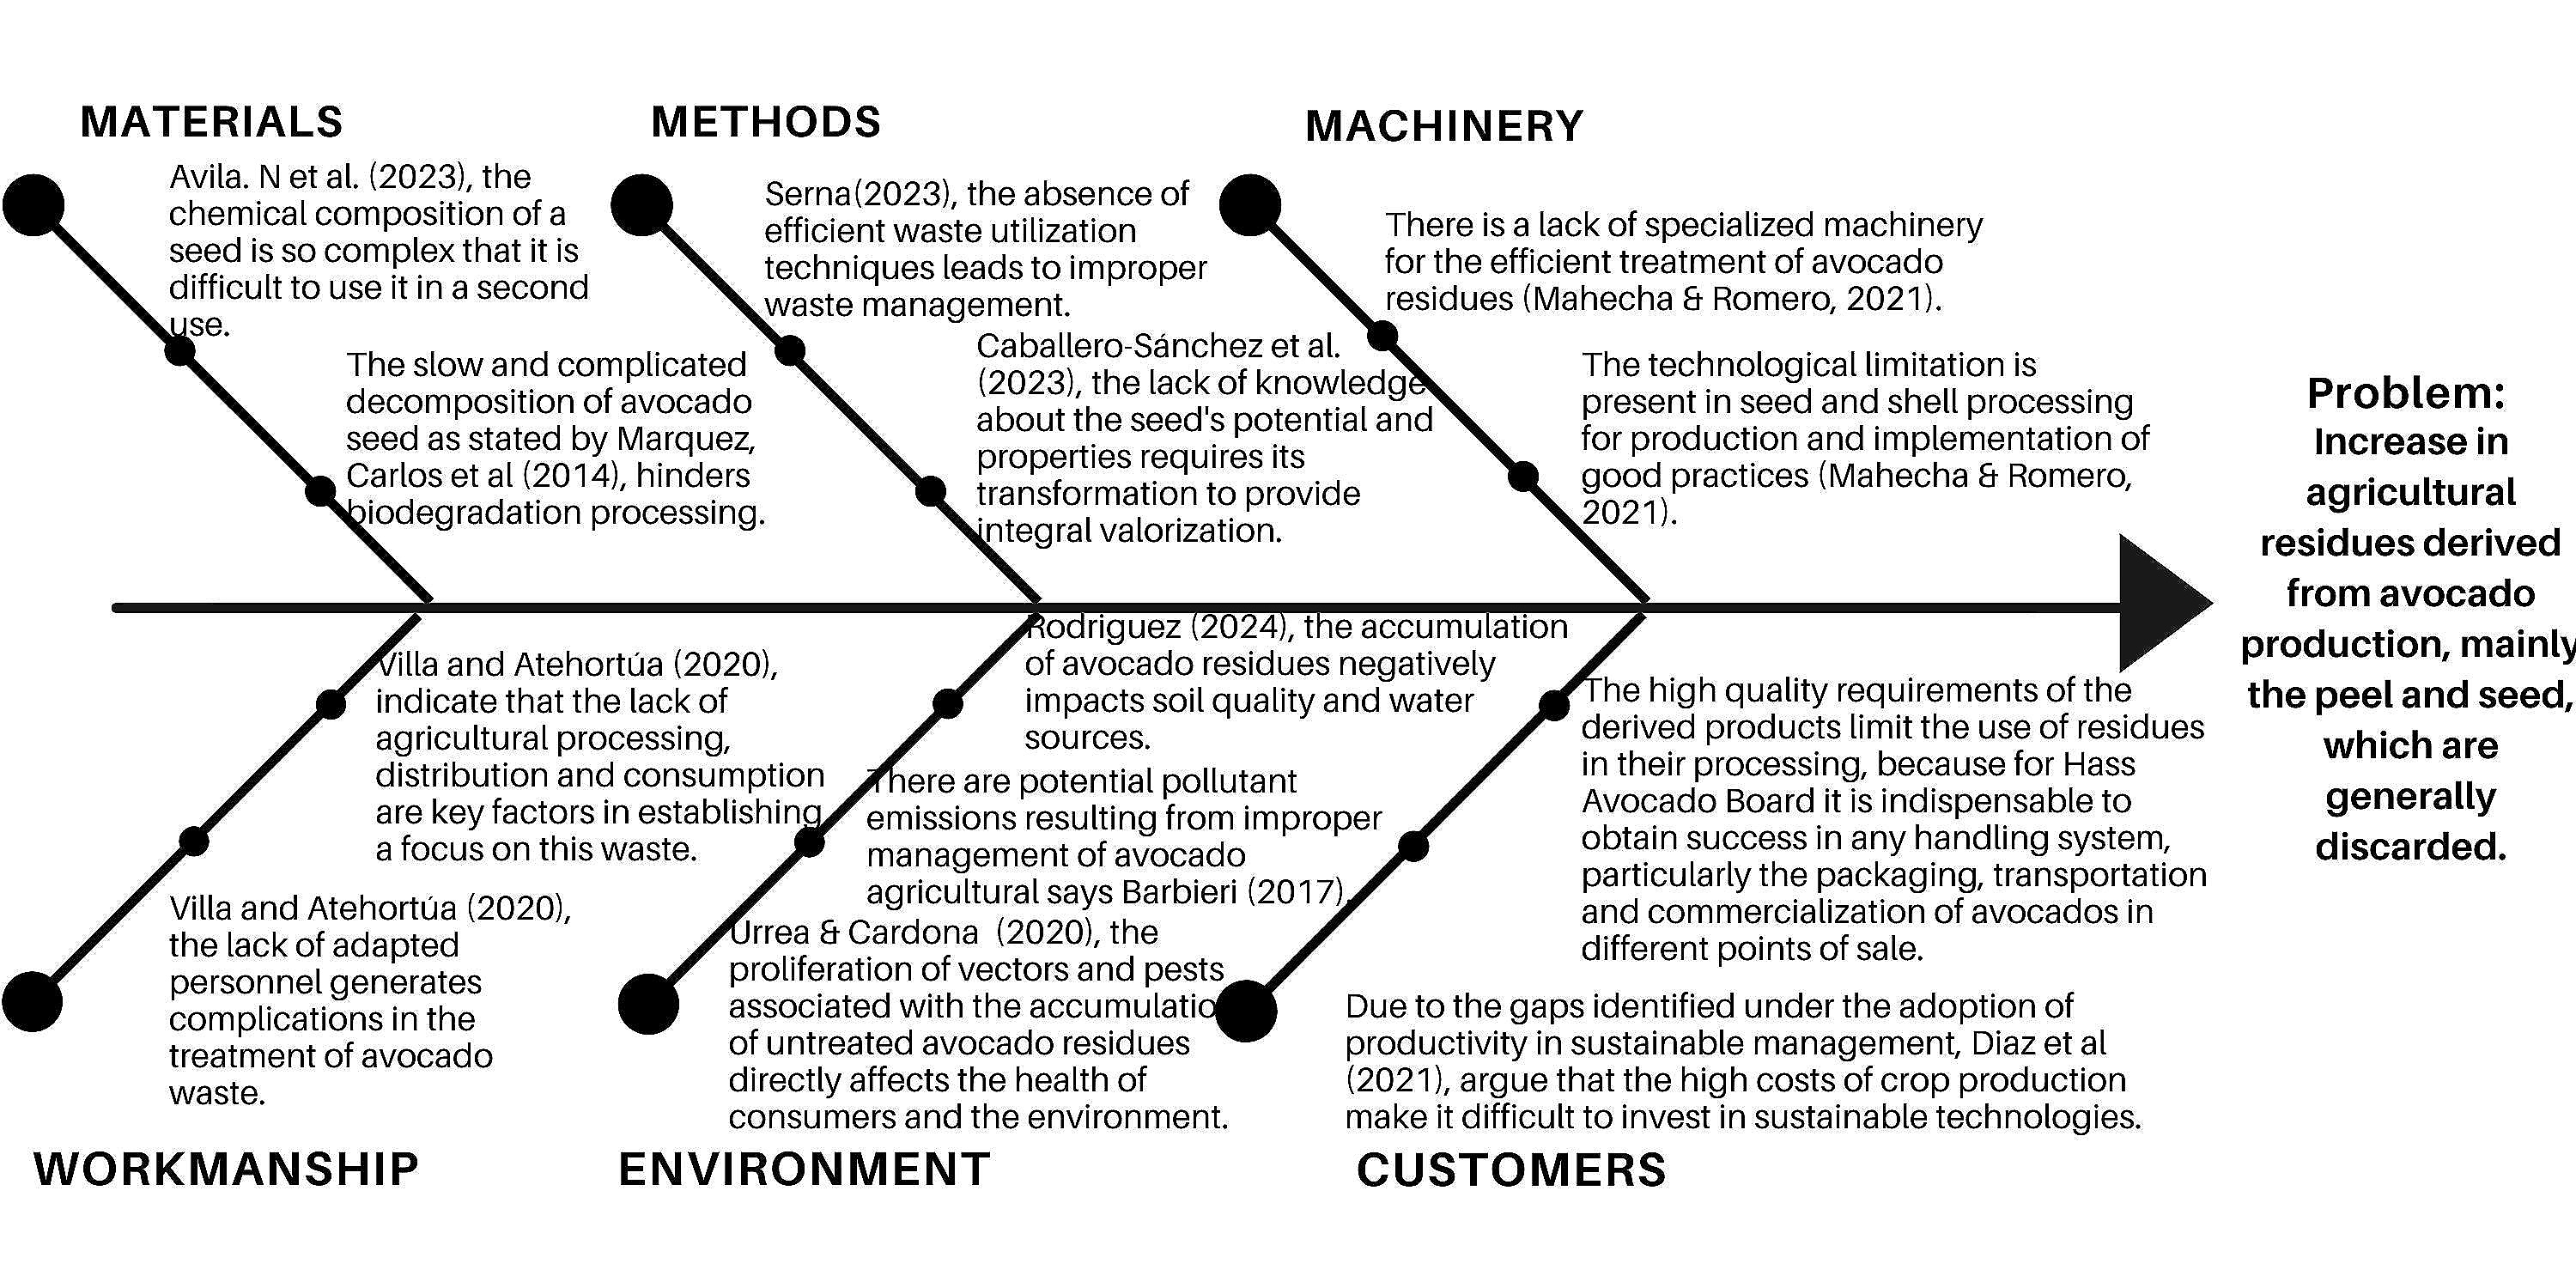 MATERIALS
Avila. N et al. (2023), the
chemical composition of a
seed is so complex that it is
difficult to use it in a second
use.
The slow and complicated
decomposition of avocado
seed as stated by Marquez,
Carlos et al (2014), hinders
biodegradation processing.
METHODS
Serna(2023), the absence of
efficient waste utilization
techniques leads to improper
waste management.
Caballero-Sánchez et al.
(2023), the lack of knowledge
about the seed's potential and
properties requires its
transformation to provide
integral valorization.
MACHINERY
There is a lack of specialized machinery
for the efficient treatment of avocado
residues (Mahecha & Romero, 2021).
The technological limitation is
present in seed and shell processing
for production and implementation of
good practices (Mahecha & Romero,
2021).
Problem:
Increase in
agricultural
residues derived
from avocado
production, mainly
the peel and seed,
which are
generally
discarded.
Villa and Atehortúa (2020),
indicate that the lack of
agricultural processing,
distribution and consumption
are key factors in establishing
a focus on this waste.
Villa and Atehortúa (2020),
the lack of adapted
personnel generates
complications in the
treatment of avocado
waste.
WORKMANSHIP
Rodriguez (2024), the accumulation
of avocado residues negatively
impacts soil quality and water
sources.
There are potential pollutant
emissions resulting from improper
management of avocado
agricultural says Barbieri (2017).
Urrea & Cardona (2020), the
proliferation of vectors and pests
associated with the accumulatio
of untreated avocado residues
directly affects the health of
consumers and the environment.
ENVIRONMENT
The high quality requirements of the
derived products limit the use of residues
in their processing, because for Hass
Avocado Board it is indispensable to
obtain success in any handling system,
particularly the packaging, transportation
and commercialization of avocados in
different points of sale.
Due to the gaps identified under the adoption of
productivity in sustainable management, Diaz et al
(2021), argue that the high costs of crop production
make it difficult to invest in sustainable technologies.
CUSTOMERS